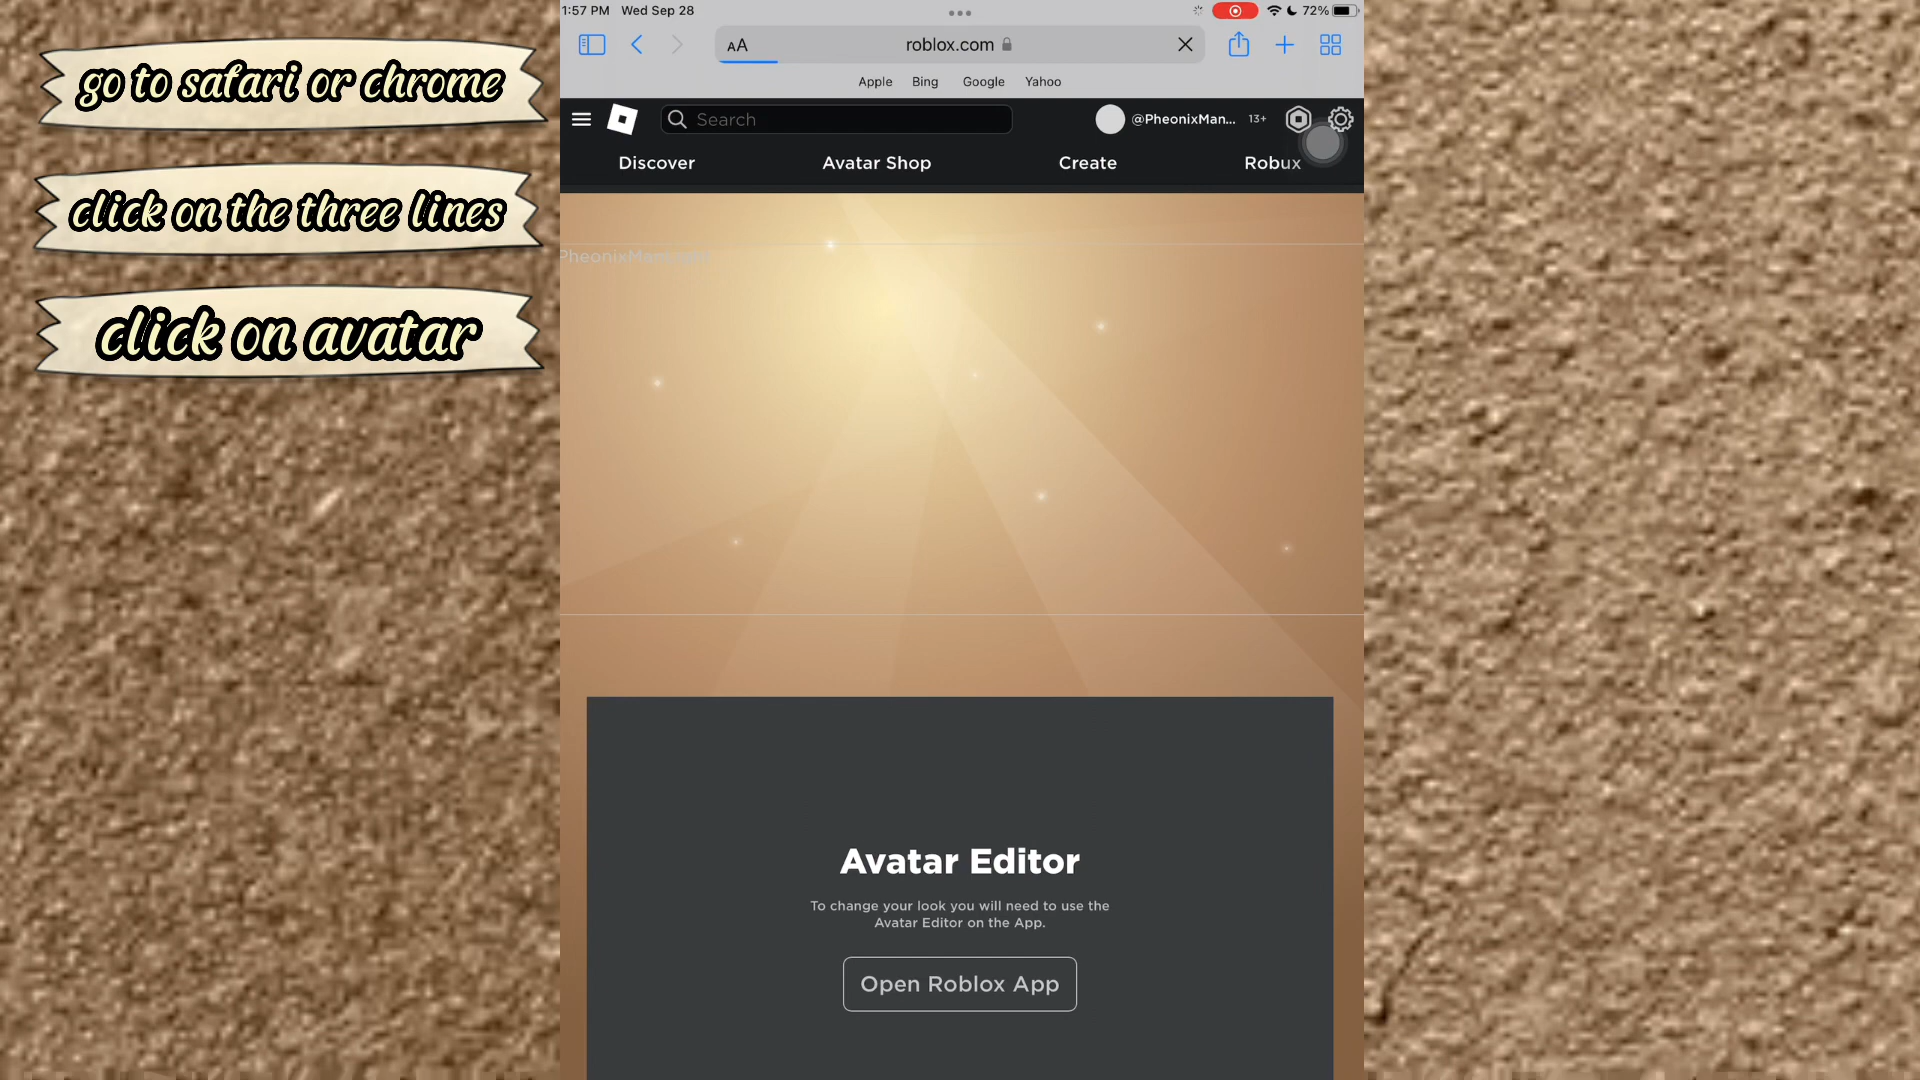 go to safari or chrome
click on the three lines
click on avatar
1:57 PM Wed Sep 28
72%
AA
roblox.com
Apple Bing Google Yahoo
Search
@PheonixMan... 13+
Discover Avatar Shop Create Robux
Avatar Editor
To change your look you will need to use the
Avatar Editor on the App.
Open Roblox App